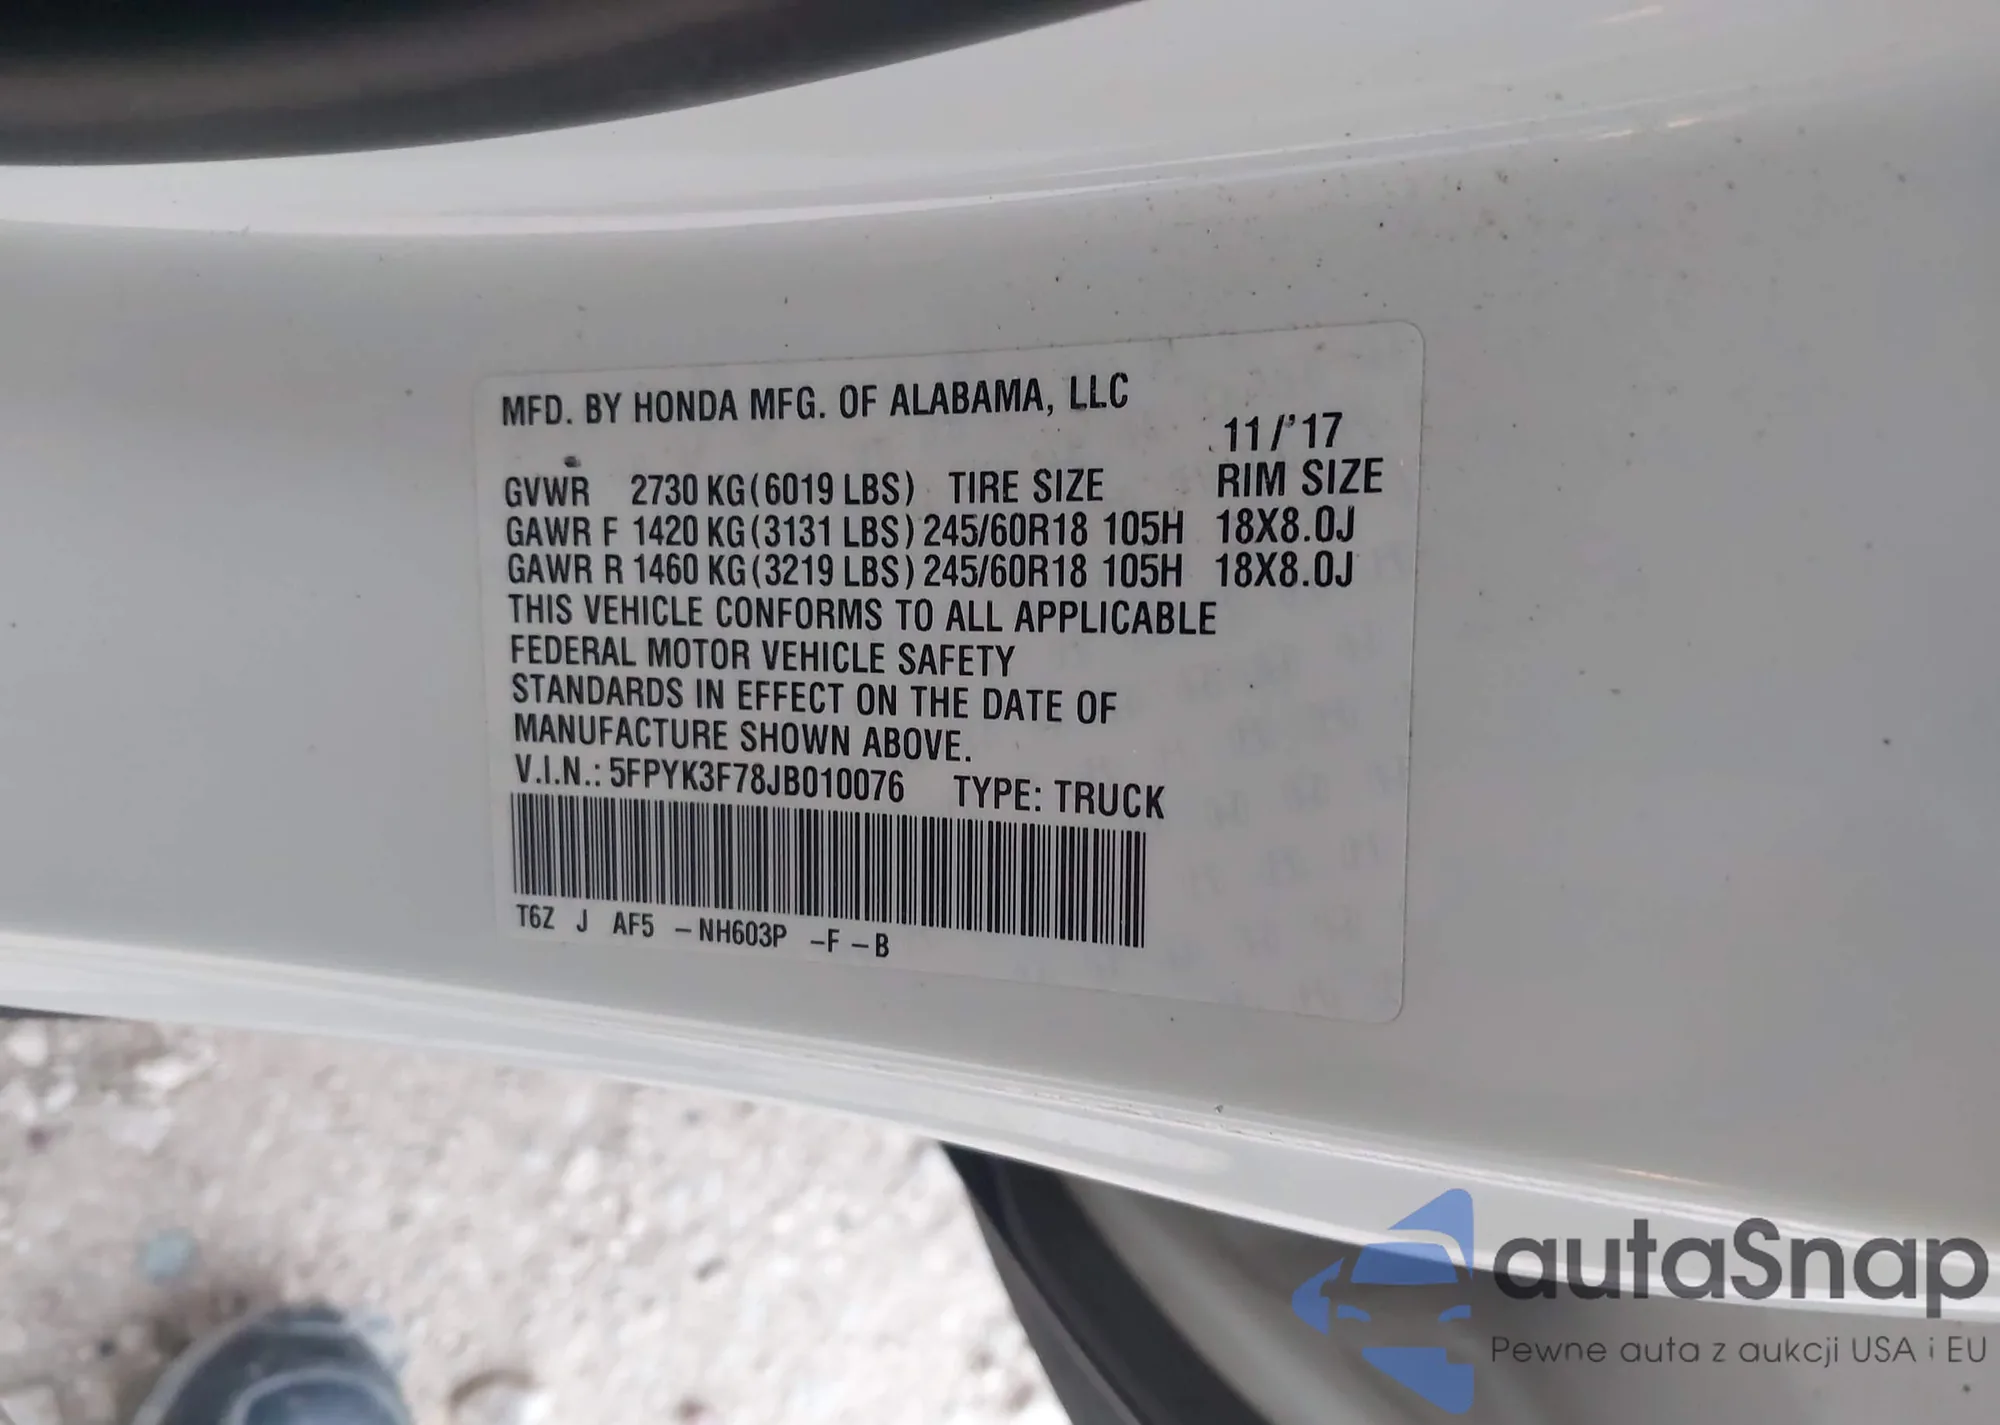 MFD. BY HONDA MFG. OF ALABAMA, LLC
11/'17
GVWR 2730 KG(6019 LBS) TIRE SIZE RIM SIZE
GAWR F 1420 KG(3131 LBS) 245/60R18 105H 18X8.0J
GAWR R 1460 KG(3219 LBS) 245/60R18 105H 18X8.0J
THIS VEHICLE CONFORMS TO ALL APPLICABLE
FEDERAL MOTOR VEHICLE SAFETY
STANDARDS IN EFFECT ON THE DATE OF
MANUFACTURE SHOWN ABOVE.
V.I.N.: 5FPYK3F78JB010076 TYPE: TRUCK
T6Z J AF5 -NH603P -F-B
autaSnap
Pewne auta z aukcji USA i EU